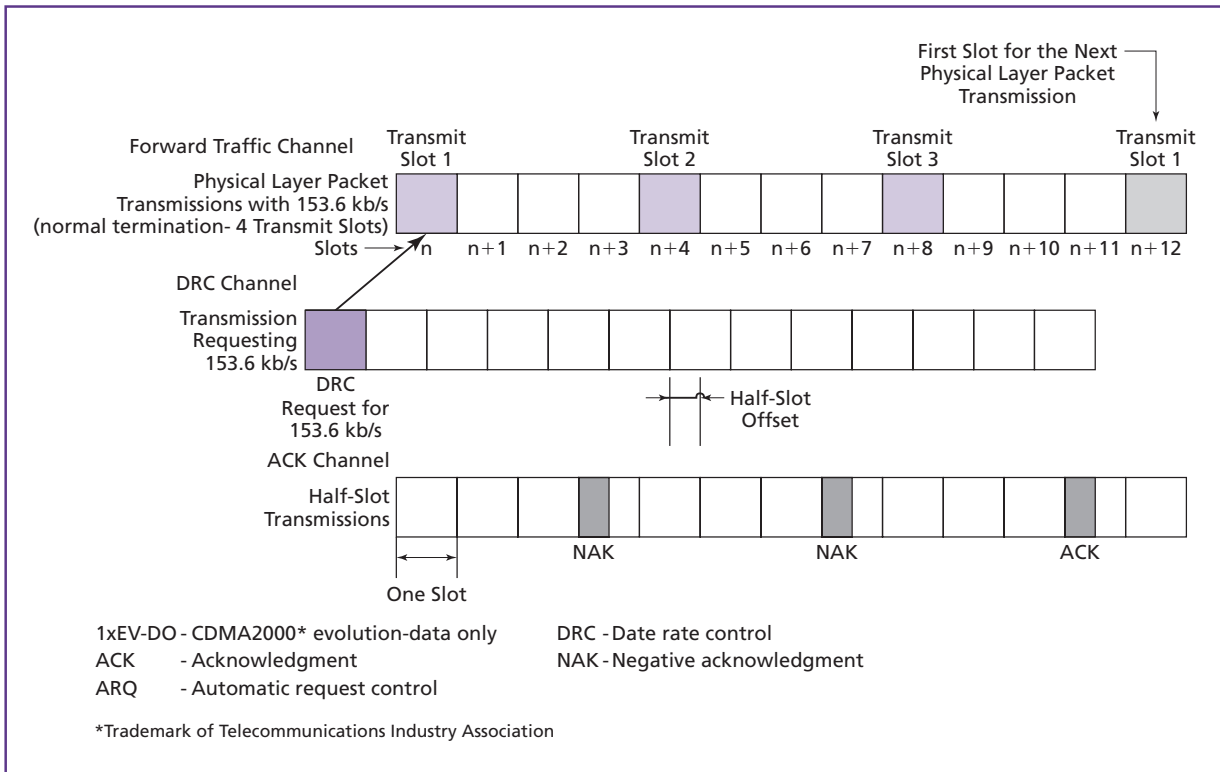 First Slot for the Next
Physical Layer Packet
Transmission
Forward Traffic Channel
Transmit
Slot 1
Transmit
Slot 2
Transmit
Slot 3
Transmit
Slot 1
Physical Layer Packet
Transmissions with 153.6 kb/s
(normal termination- 4 Transmit Slots)
Slots
n
n+1
n+2
n+3
n+4
n+5
n+6
n+7
n+8
n+9
n+10
n+11
n+12
DRC Channel
Transmission
Requesting
153.6 kb/s
DRC
Request for
153.6 kb/s
Half-Slot
Offset
ACK Channel
Half-Slot
Transmissions
NAK
NAK
ACK
One Slot
1xEV-DO - CDMA2000* evolution-data only
ACK - Acknowledgment
ARQ - Automatic request control
DRC - Date rate control
NAK - Negative acknowledgment
*Trademark of Telecommunications Industry Association